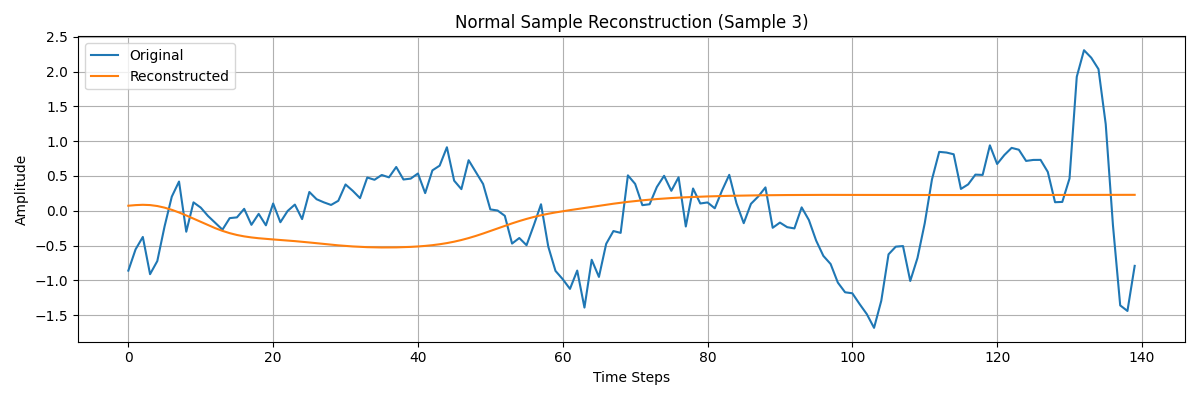 Normal Sample Reconstruction (Sample 3)
Original
Reconstructed
Amplitude
2.5
2.0
1.5
1.0
0.5
0.0
−0.5
−1.0
−1.5
0 20 40 60 80 100 120 140
Time Steps